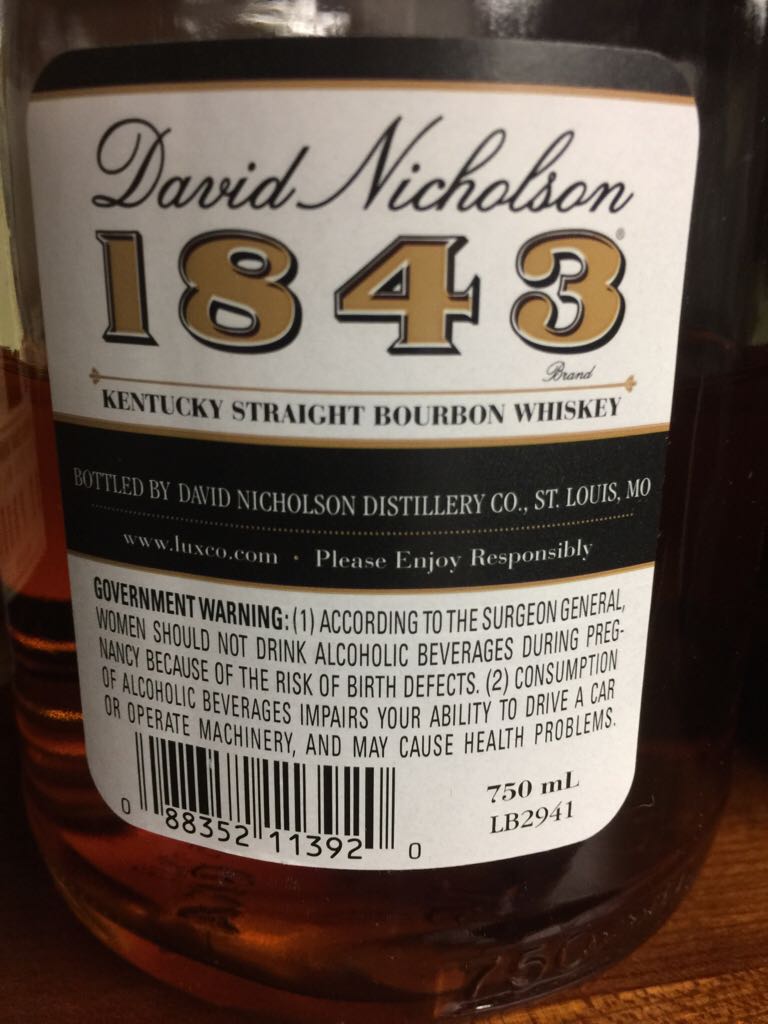 David Nicholson
1843®
Brand
KENTUCKY STRAIGHT BOURBON WHISKEY
BOTTLED BY DAVID NICHOLSON DISTILLERY CO., ST. LOUIS, MO
www.luxco.com • Please Enjoy Responsibly
GOVERNMENT WARNING: (1) ACCORDING TO THE SURGEON GENERAL,
WOMEN SHOULD NOT DRINK ALCOHOLIC BEVERAGES DURING PREG-
NANCY BECAUSE OF THE RISK OF BIRTH DEFECTS. (2) CONSUMPTION
OF ALCOHOLIC BEVERAGES IMPAIRS YOUR ABILITY TO DRIVE A CAR
OR OPERATE MACHINERY, AND MAY CAUSE HEALTH PROBLEMS.
0 88352 11392 0
750 mL
LB2941